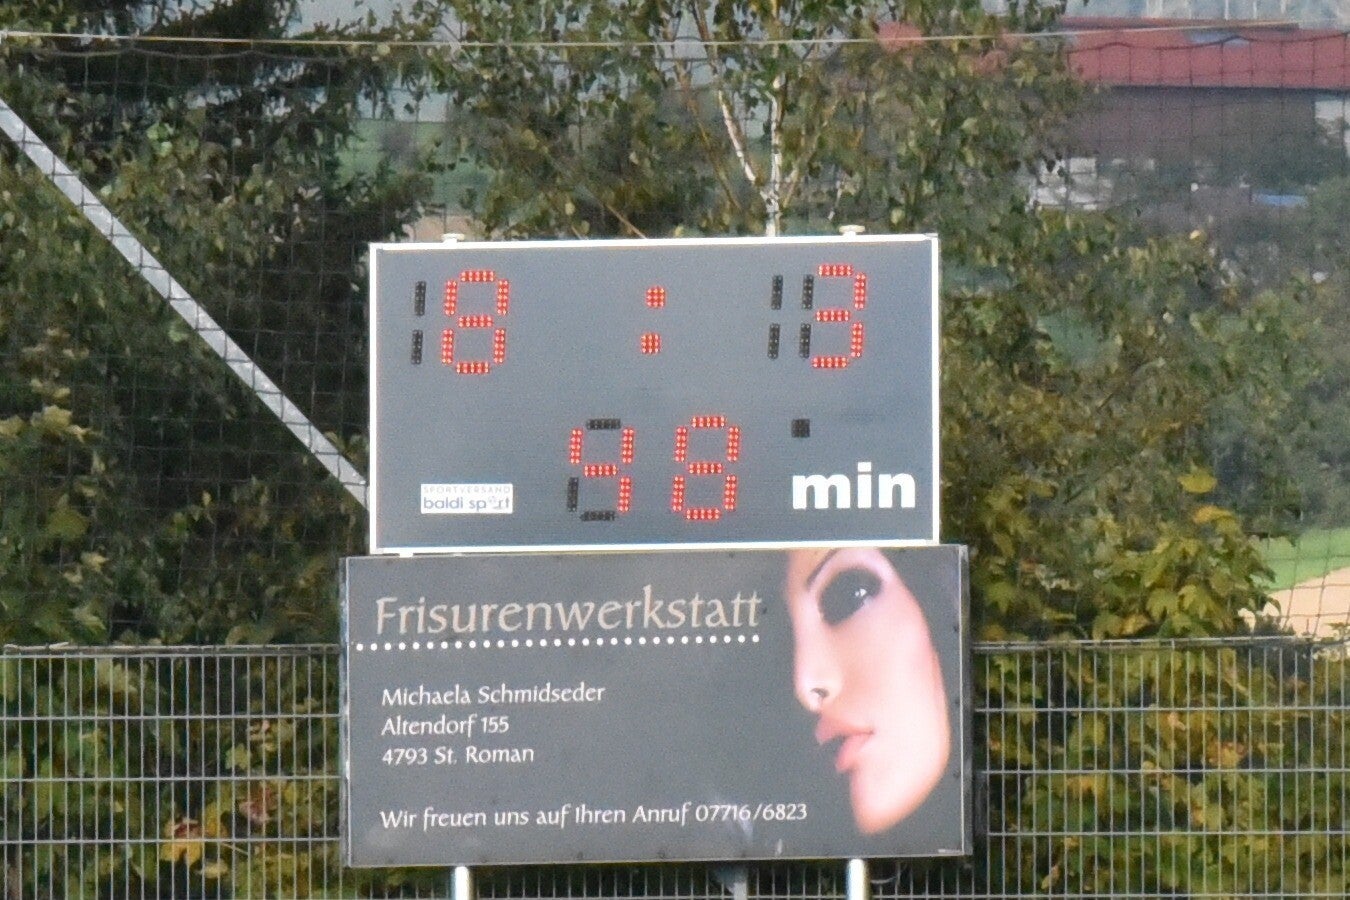 8 : 3
48 min
SPORTVERSAND
baldi sport
Frisurenwerkstatt
Michaela Schmidseder
Altendorf 155
4793 St. Roman
Wir freuen uns auf Ihren Anruf 07716/6823